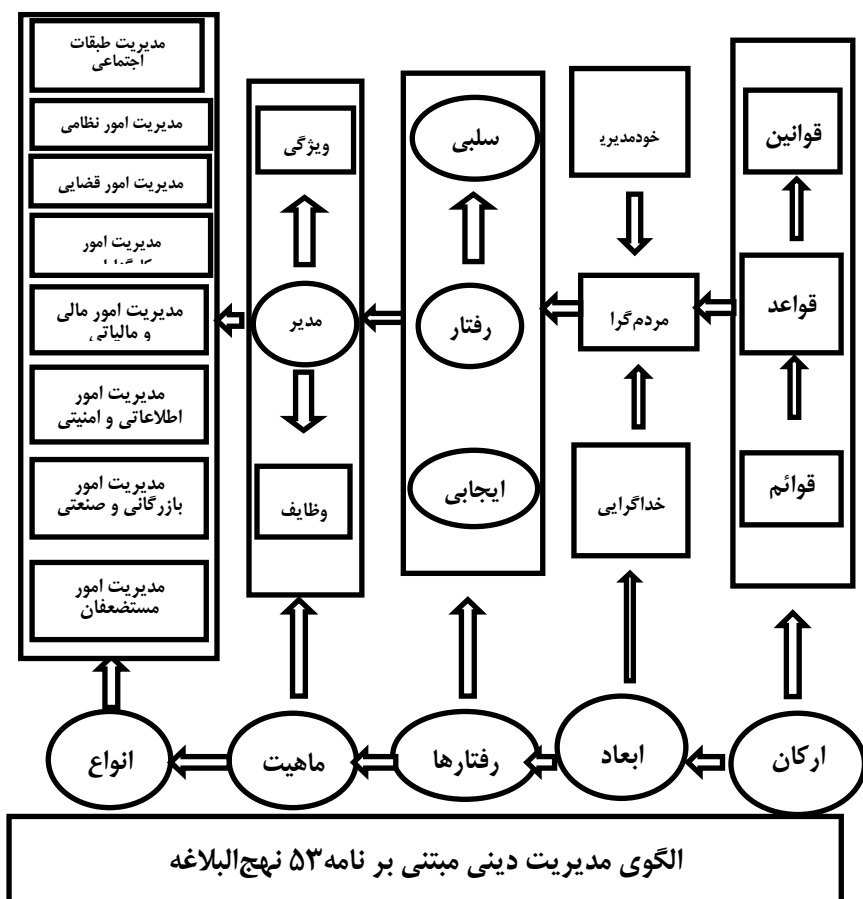 قوانین
قواعد
قوائم
ارکان
خودمدیری
مردم‌گرا
خداگرایی
ابعاد
سلبی
رفتار
ایجابی
رفتارها
ویژگی
مدیر
وظایف
ماهیت
مدیریت طبقات
اجتماعی
مدیریت امور نظامی
مدیریت امور قضایی
مدیریت امور
مدیریت امور مالی
و مالیاتی
مدیریت امور
اطلاعاتی و امنیتی
مدیریت امور
بازرگانی و صنعتی
مدیریت امور
مستضعفان
انواع
الگوی مدیریت دینی مبتنی بر نامه۵۳ نهج‌البلاغه